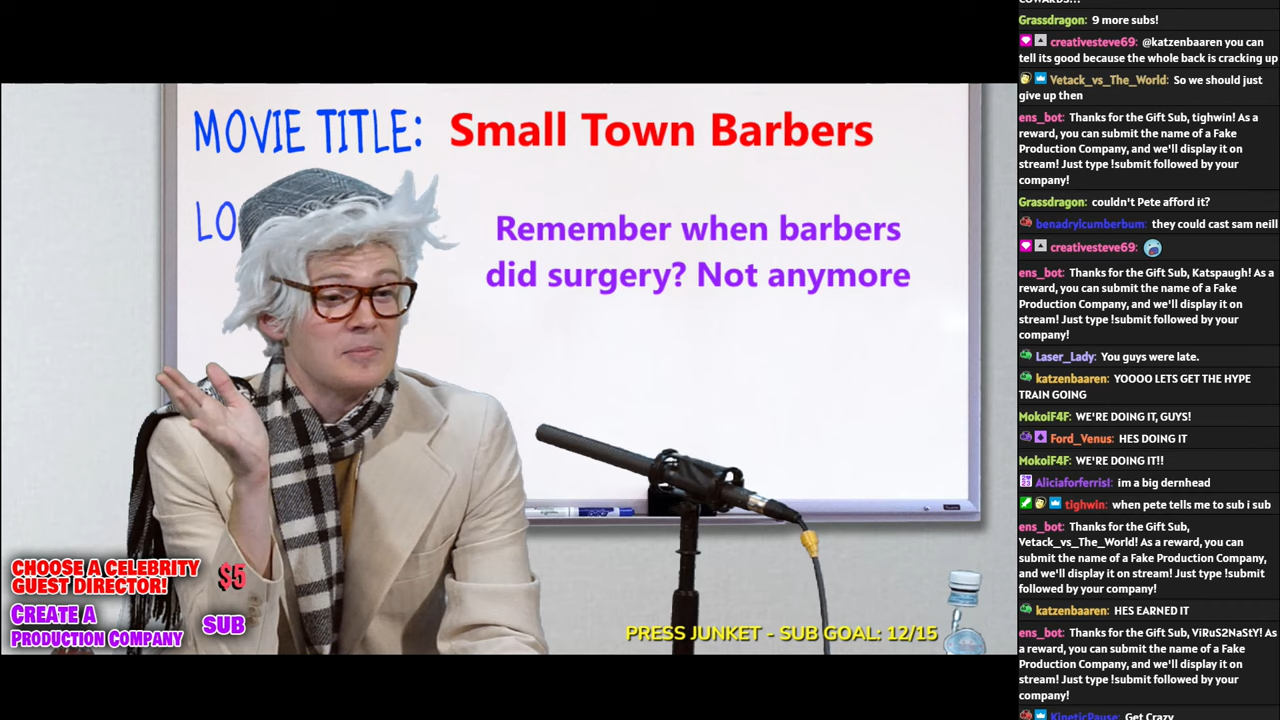 MOVIE TITLE: Small Town Barbers
LO
Remember when barbers
did surgery? Not anymore
CHOOSE A CELEBRITY
GUEST DIRECTOR! $5
CREATE A
PRODUCTION COMPANY SUB
PRESS JUNKET - SUB GOAL: 12/15
Grassdragon: 9 more subs!
creativesteve69: @katzenbaaren you can
tell its good because the whole back is cracking up
Vetack_vs_The_World: So we should just
give up then
ens_bot: Thanks for the Gift Sub, tighwin! As a
reward, you can submit the name of a Fake
Production Company, and we'll display it on
stream! Just type !submit followed by your
company!
Grassdragon: couldn't Pete afford it?
benadrylcumberbum: they could cast sam neill
creativesteve69:
ens_bot: Thanks for the Gift Sub, Katspaugh! As a
reward, you can submit the name of a Fake
Production Company, and we'll display it on
stream! Just type !submit followed by your
company!
Laser_Lady: You guys were late.
katzenbaaren: YOOOO LETS GET THE HYPE
TRAIN GOING
MokoiF4F: WE'RE DOING IT, GUYS!
Ford_Venus: HES DOING IT
MokoiF4F: WE'RE DOING IT!!
Aliciaforferrisl: im a big dernhead
tighwin: when pete tells me to sub i sub
ens_bot: Thanks for the Gift Sub,
Vetack_vs_The_World! As a reward, you can
submit the name of a Fake Production Company,
and we'll display it on stream! Just type !submit
followed by your company!
katzenbaaren: HES EARNED IT
ens_bot: Thanks for the Gift Sub, ViRuS2NaStY! As
a reward, you can submit the name of a Fake
Production Company, and we'll display it on
stream! Just type !submit followed by your
company!
KineticPause: Get Crazy